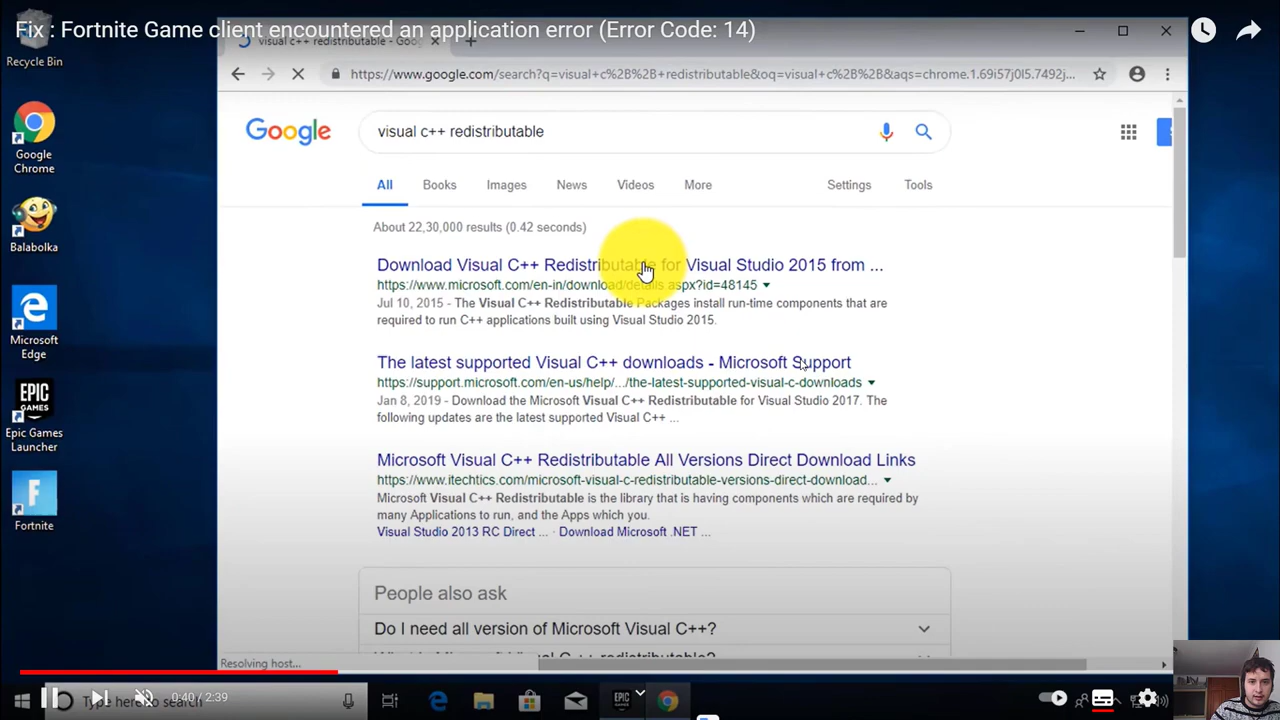 Fix : Fortnite Game client encountered an application error (Error Code: 14)
Recycle Bin
visual c++ redistributable - Goo
https://www.google.com/search?q=visual+c%2B%2B+redistributable&oq=visual+c%2B%2B&aqs=chrome.1.69i57j0l5.7492j...
Google
Chrome
Balabolka
Microsoft
Edge
EPIC
GAMES
Epic Games
Launcher
F
Fortnite
Google
visual c++ redistributable
All Books Images News Videos More Settings Tools
About 22,30,000 results (0.42 seconds)
Download Visual C++ Redistributable for Visual Studio 2015 from ...
https://www.microsoft.com/en-in/download/details.aspx?id=48145
Jul 10, 2015 - The Visual C++ Redistributable Packages install run-time components that are
required to run C++ applications built using Visual Studio 2015.
The latest supported Visual C++ downloads - Microsoft Support
https://support.microsoft.com/en-us/help/.../the-latest-supported-visual-c-downloads
Jan 8, 2019 - Download the Microsoft Visual C++ Redistributable for Visual Studio 2017. The
following updates are the latest supported Visual C++ ...
Microsoft Visual C++ Redistributable All Versions Direct Download Links
https://www.itechtics.com/microsoft-visual-c-redistributable-versions-direct-download...
Microsoft Visual C++ Redistributable is the library that is having components which are required by
many Applications to run, and the Apps which you.
Visual Studio 2013 RC Direct ... · Download Microsoft .NET ...
People also ask
Do I need all version of Microsoft Visual C++?
Resolving host...
0:40 / 2:39
Type here to search
EPIC